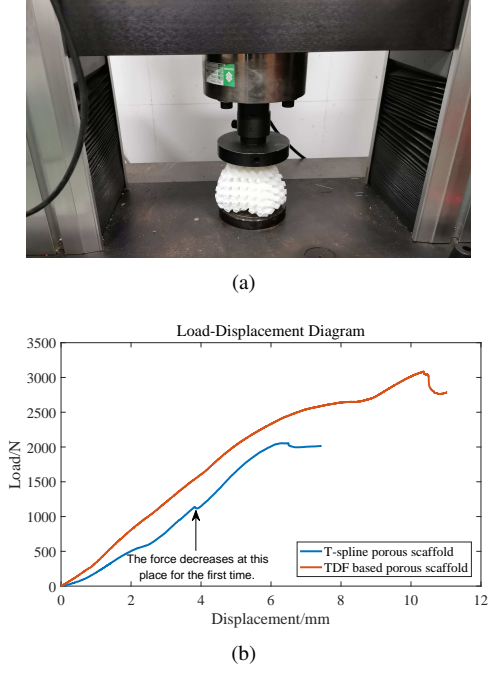 (a)
Load-Displacement Diagram
3500
3000
2500
2000
1500
1000
500
0
Load/N
The force decreases at this
place for the first time.
T-spline porous scaffold
TDF based porous scaffold
0 2 4 6 8 10 12
Displacement/mm
(b)